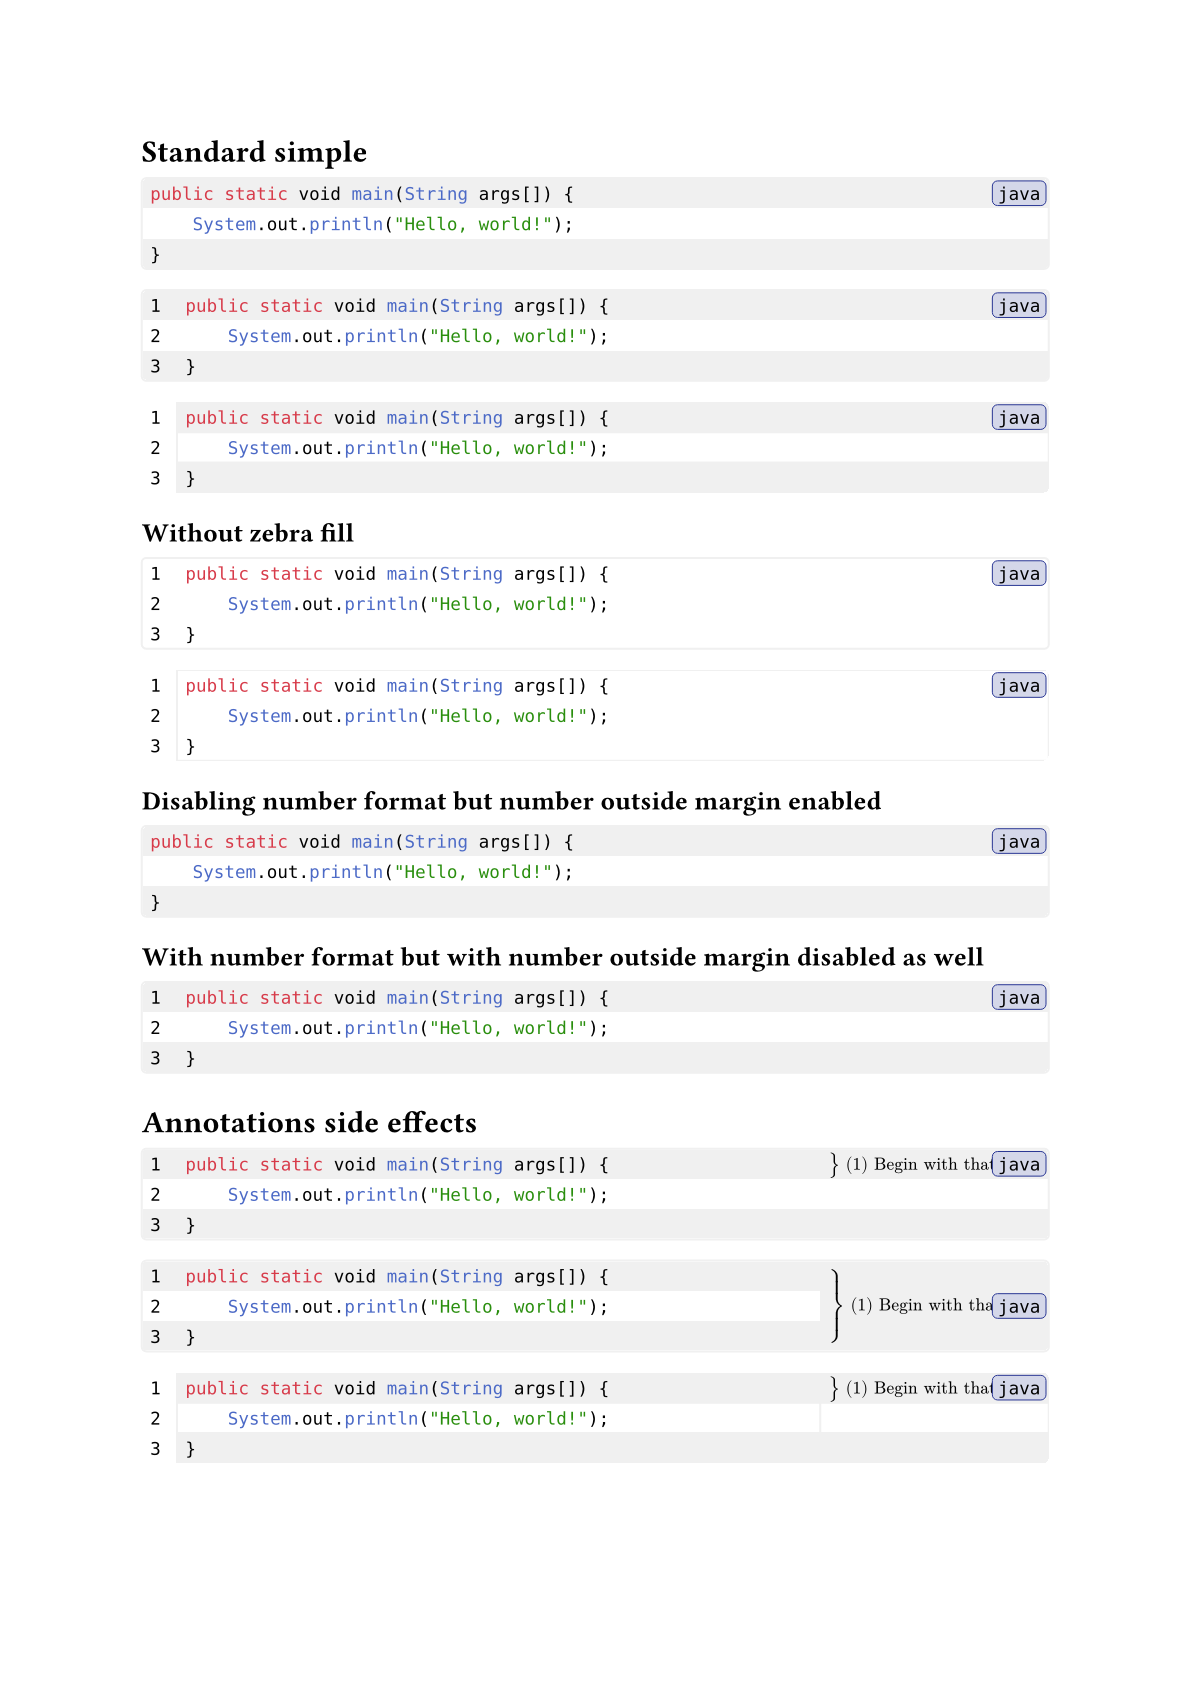 Standard simple
public static void main(String args[]) { java
    System.out.println("Hello, world!");
}
1 public static void main(String args[]) { java
2     System.out.println("Hello, world!");
3 }
1 public static void main(String args[]) { java
2     System.out.println("Hello, world!");
3 }
Without zebra fill
1 public static void main(String args[]) { java
2     System.out.println("Hello, world!");
3 }
1 public static void main(String args[]) { java
2     System.out.println("Hello, world!");
3 }
Disabling number format but number outside margin enabled
public static void main(String args[]) { java
    System.out.println("Hello, world!");
}
With number format but with number outside margin disabled as well
1 public static void main(String args[]) { java
2     System.out.println("Hello, world!");
3 }
Annotations side effects
1 public static void main(String args[]) { } (1) Begin with that java
2     System.out.println("Hello, world!");
3 }
1 public static void main(String args[]) {
2     System.out.println("Hello, world!"); } (1) Begin with tha java
3 }
1 public static void main(String args[]) { } (1) Begin with that java
2     System.out.println("Hello, world!");
3 }